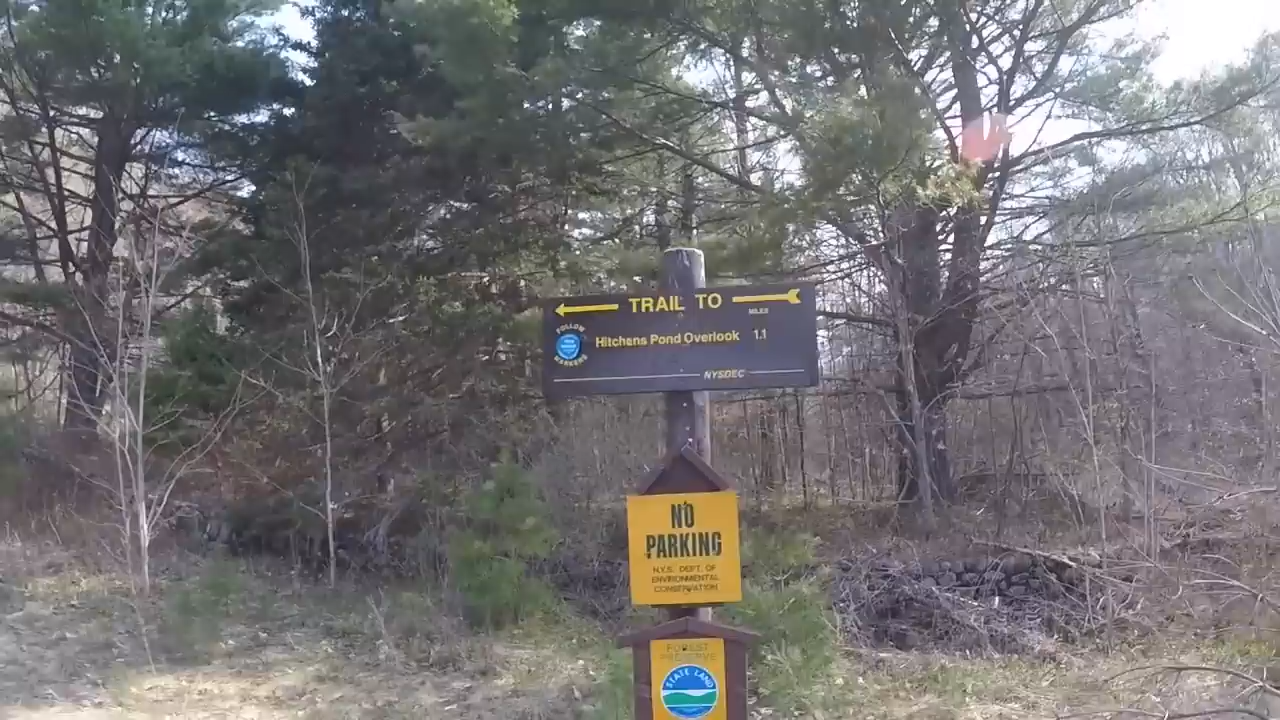 TRAIL TO
MILES
FOLLOW
MARKERS
Hitchens Pond Overlook 1.1
NYSDEC
NO
PARKING
N.Y.S. DEPT. OF
ENVIRONMENTAL
CONSERVATION
FOREST
PRESERVE
STATE LAND